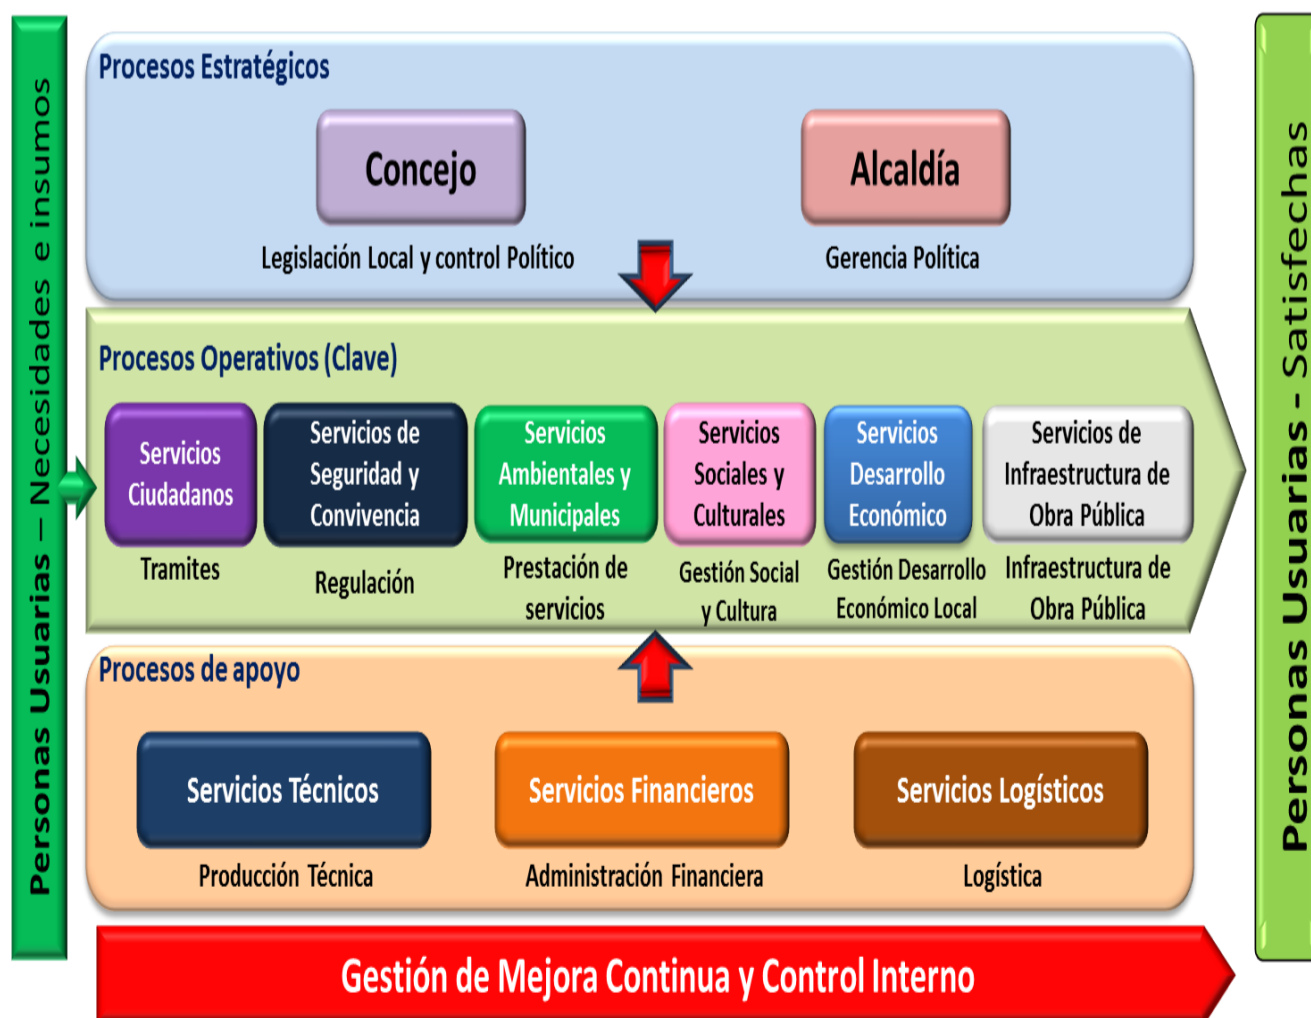 Personas Usuarias – Necesidades e insumos
Procesos Estratégicos
Concejo
Legislación Local y control Político
Alcaldía
Gerencia Política
Procesos Operativos (Clave)
Servicios
Ciudadanos
Tramites
Servicios de
Seguridad y
Convivencia
Regulación
Servicios
Ambientales y
Municipales
Prestación de
servicios
Servicios
Sociales y
Culturales
Gestión Social
y Cultura
Servicios
Desarrollo
Económico
Gestión Desarrollo
Económico Local
Servicios de
Infraestructura de
Obra Pública
Infraestructura de
Obra Pública
Procesos de apoyo
Servicios Técnicos
Producción Técnica
Servicios Financieros
Administración Financiera
Servicios Logísticos
Logística
Gestión de Mejora Continua y Control Interno
Personas Usuarias - Satisfechas